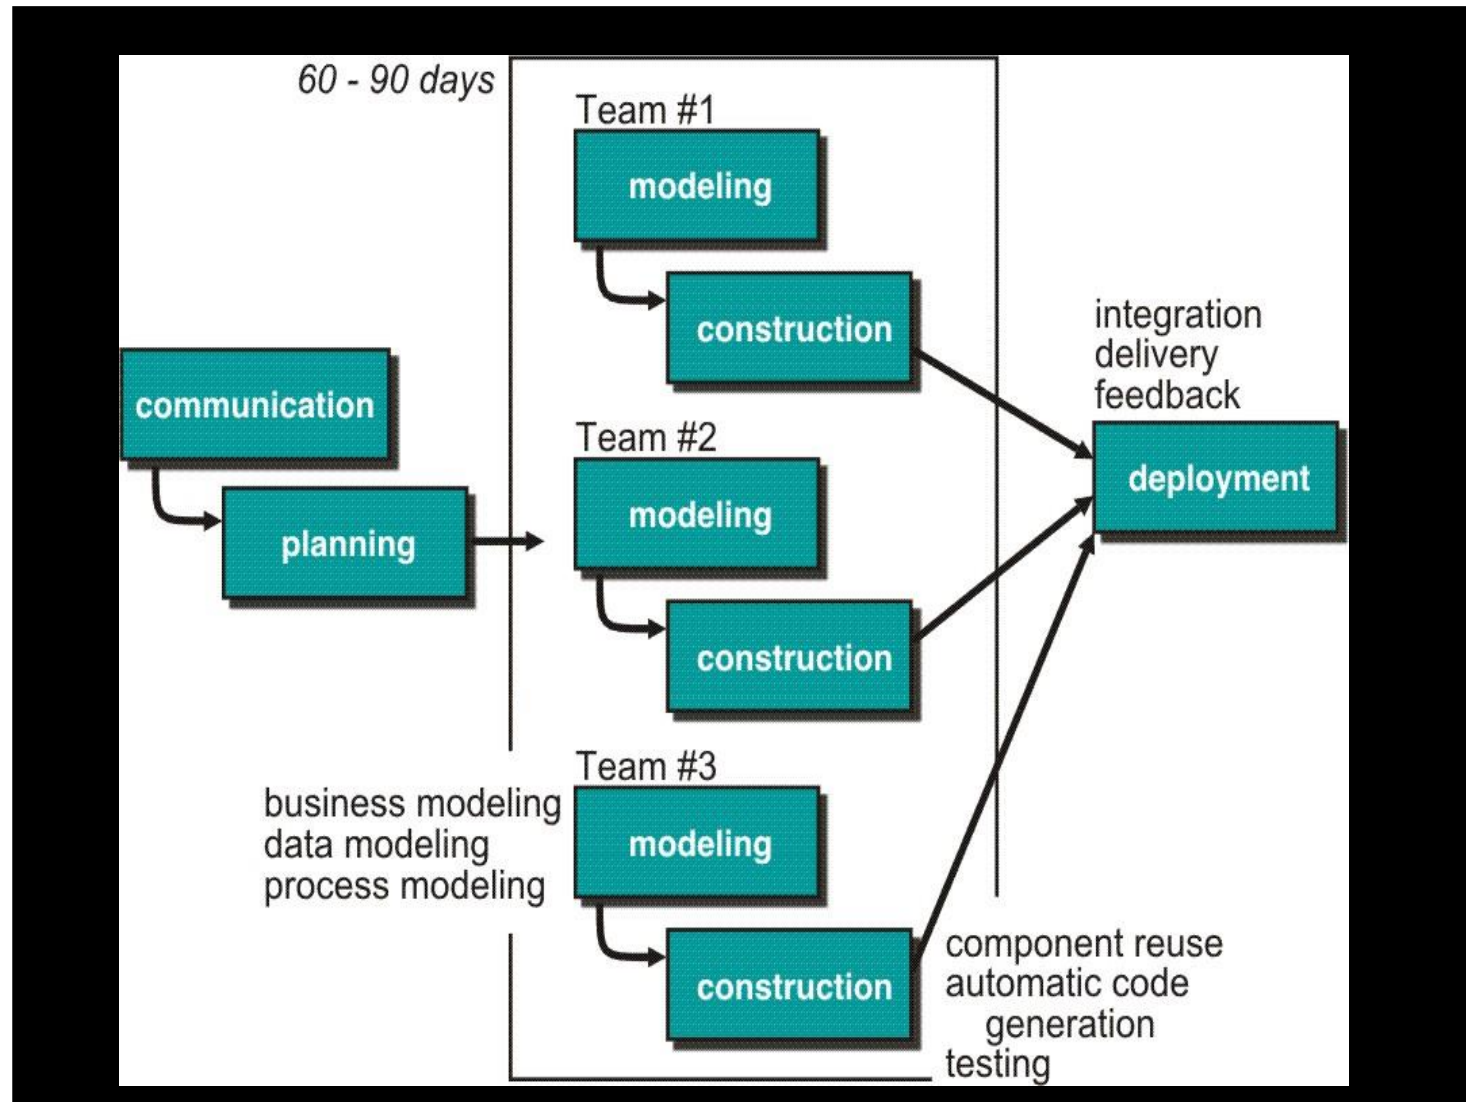 60 - 90 days
Team #1
modeling
construction
communication
planning
Team #2
modeling
construction
integration
delivery
feedback
deployment
Team #3
business modeling
data modeling
process modeling
modeling
construction
component reuse
automatic code
generation
testing